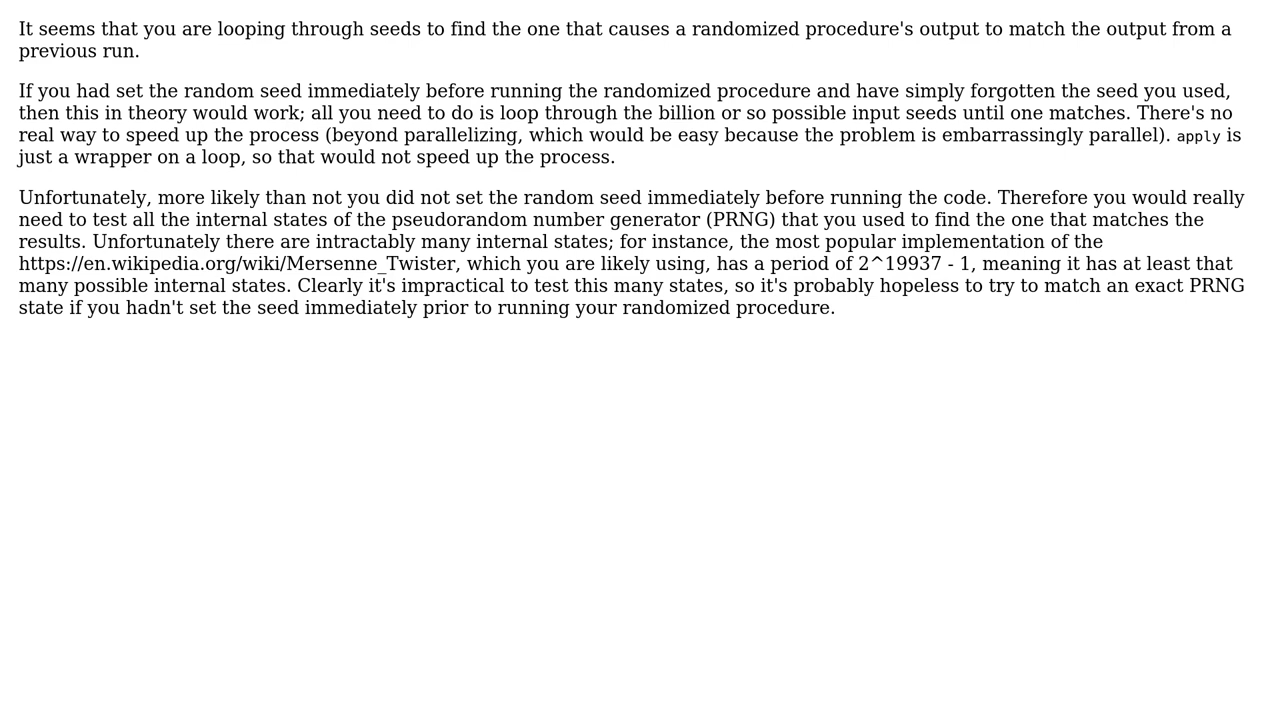 It seems that you are looping through seeds to find the one that causes a randomized procedure's output to match the output from a
previous run.
If you had set the random seed immediately before running the randomized procedure and have simply forgotten the seed you used,
then this in theory would work; all you need to do is loop through the billion or so possible input seeds until one matches. There's no
real way to speed up the process (beyond parallelizing, which would be easy because the problem is embarrassingly parallel). apply is
just a wrapper on a loop, so that would not speed up the process.
Unfortunately, more likely than not you did not set the random seed immediately before running the code. Therefore you would really
need to test all the internal states of the pseudorandom number generator (PRNG) that you used to find the one that matches the
results. Unfortunately there are intractably many internal states; for instance, the most popular implementation of the
https://en.wikipedia.org/wiki/Mersenne_Twister, which you are likely using, has a period of 2^19937 - 1, meaning it has at least that
many possible internal states. Clearly it's impractical to test this many states, so it's probably hopeless to try to match an exact PRNG
state if you hadn't set the seed immediately prior to running your randomized procedure.